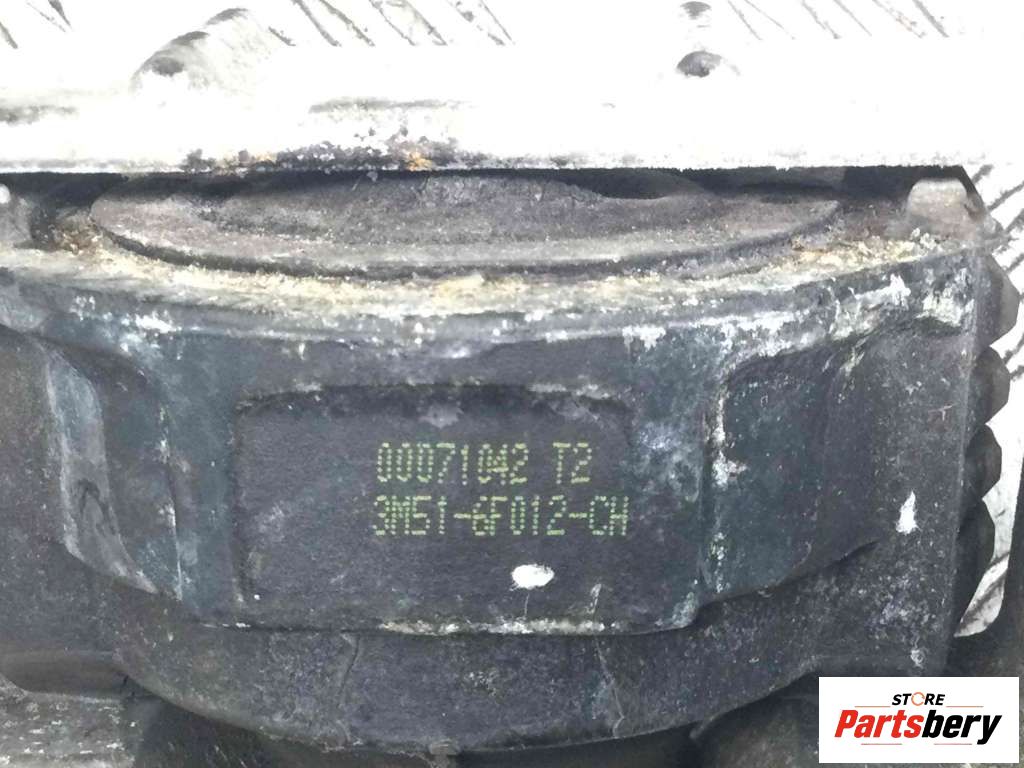 00071042 T2
3M51-6F012-CH
STORE
Partsbery